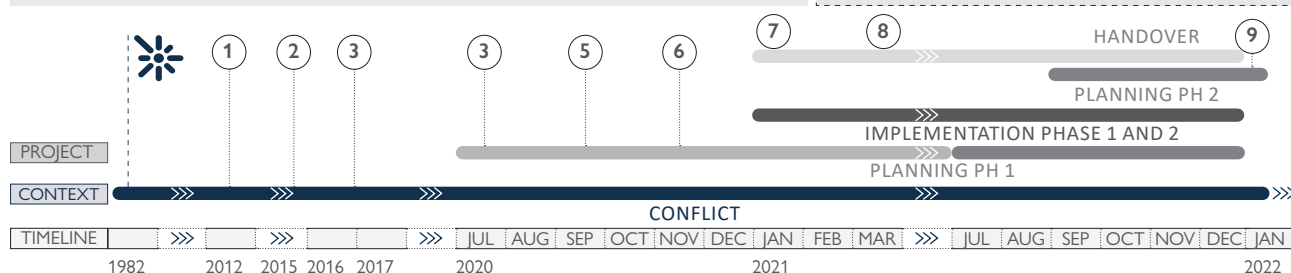 1 2 3 3 5 6 7 8 9
HANDOVER
PLANNING PH 2
IMPLEMENTATION PHASE 1 AND 2
PROJECT
PLANNING PH 1
CONTEXT >>> >>> >>> >>> >>>
CONFLICT
TIMELINE >>> >>> >>> JUL AUG SEP OCT NOV DEC JAN FEB MAR >>> JUL AUG SEP OCT NOV DEC JAN
1982 2012 2015 2016 2017 2020 2021 2022